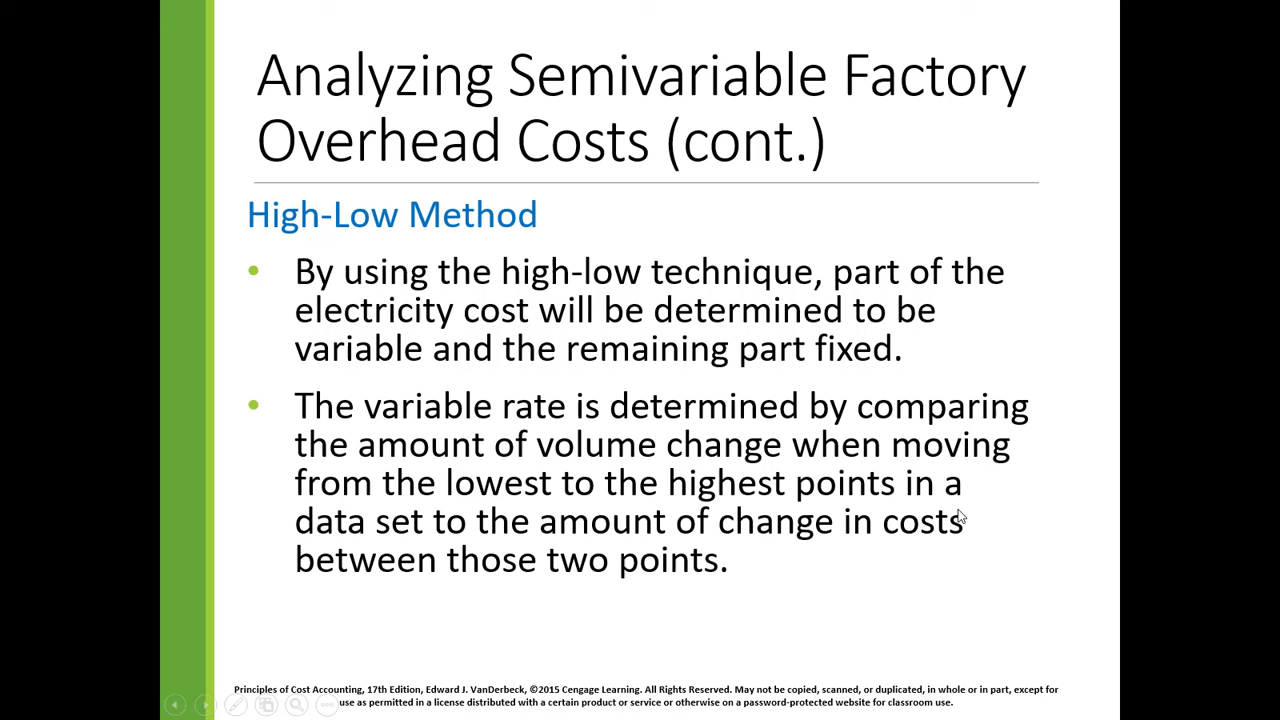 Analyzing Semivariable Factory
Overhead Costs (cont.)
High-Low Method
• By using the high-low technique, part of the
electricity cost will be determined to be
variable and the remaining part fixed.
• The variable rate is determined by comparing
the amount of volume change when moving
from the lowest to the highest points in a
data set to the amount of change in costs
between those two points.
Principles of Cost Accounting, 17th Edition, Edward J. VanDerbeck, ©2015 Cengage Learning. All Rights Reserved. May not be copied, scanned, or duplicated, in whole or in part, except for
use as permitted in a license distributed with a certain product or service or otherwise on a password-protected website for classroom use.